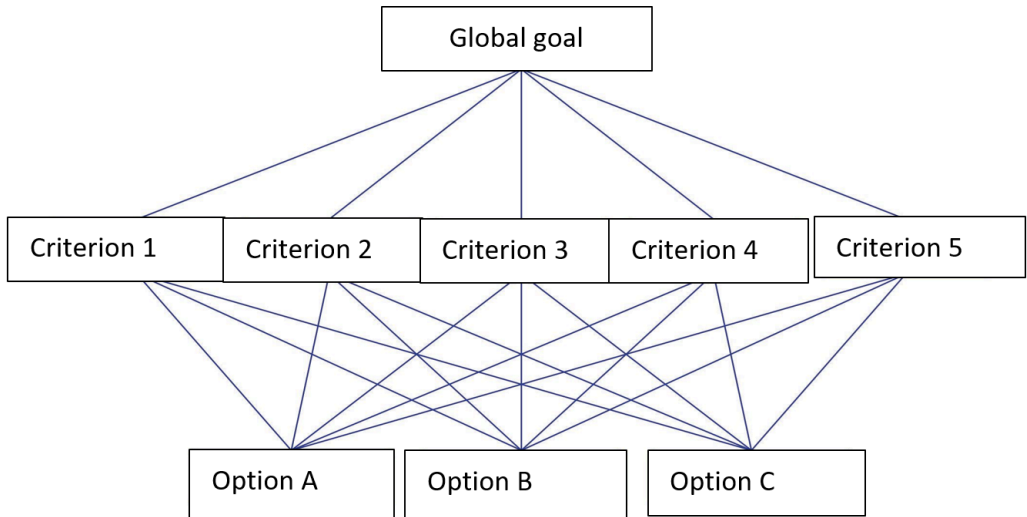 Global goal
Criterion 1
Criterion 2
Criterion 3
Criterion 4
Criterion 5
Option A
Option B
Option C